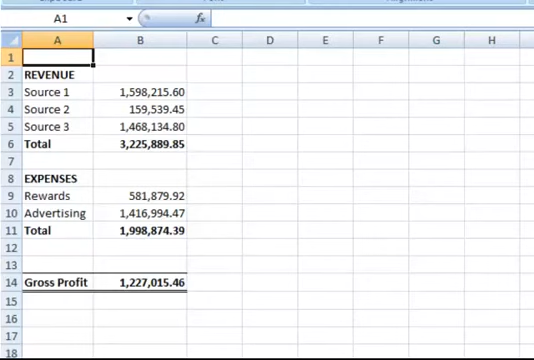 A1 fx
A B C D E F G H
1
2 REVENUE
3 Source 1 1,598,215.60
4 Source 2 159,539.45
5 Source 3 1,468,134.80
6 Total 3,225,889.85
7
8 EXPENSES
9 Rewards 581,879.92
10 Advertising 1,416,994.47
11 Total 1,998,874.39
12
13
14 Gross Profit 1,227,015.46
15
16
17
18